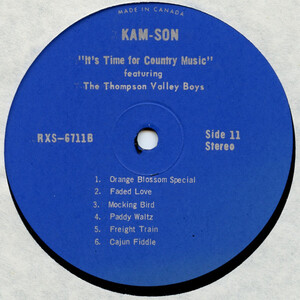 MADE IN CANADA
KAM-SON
"It's Time for Country Music"
featuring
The Thompson Valley Boys
RXS-6711B
Side 11
Stereo
1. Orange Blossom Special
2. Faded Love
3. Mocking Bird
4. Paddy Waltz
5. Freight Train
6. Cajun Fiddle